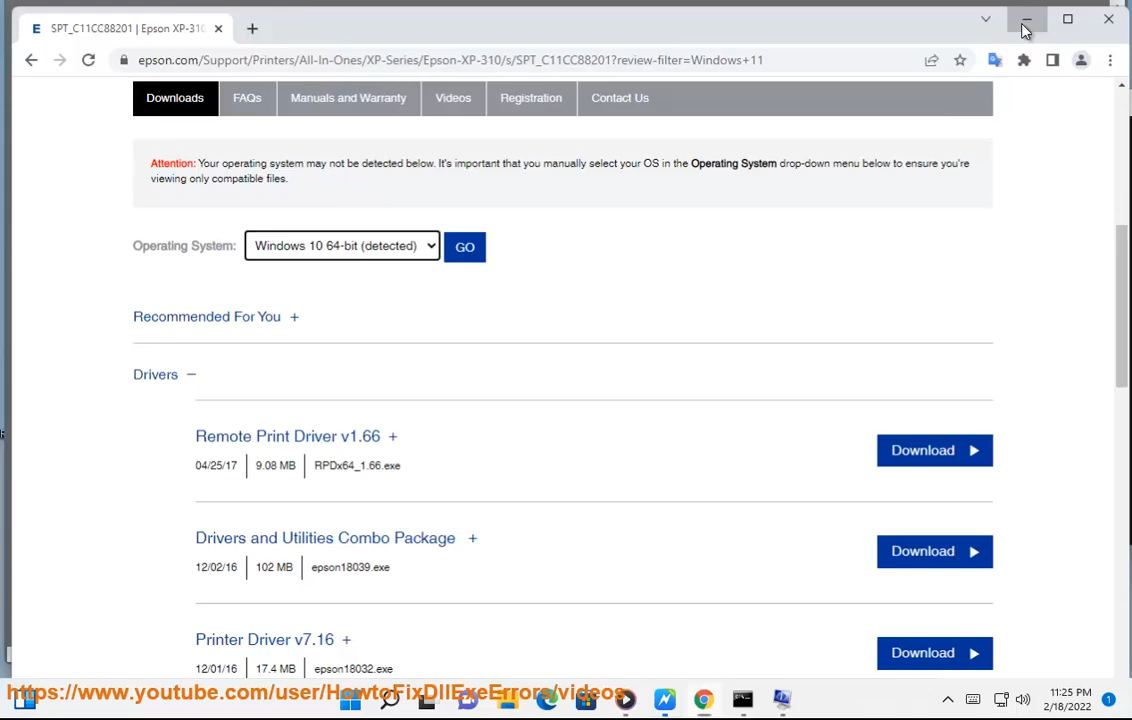 SPT_C11CC88201 | Epson XP-310
epson.com/Support/Printers/All-In-Ones/XP-Series/Epson-XP-310/s/SPT_C11CC88201?review-filter=Windows+11
Downloads FAQs Manuals and Warranty Videos Registration Contact Us
Attention: Your operating system may not be detected below. It's important that you manually select your OS in the Operating System drop-down menu below to ensure you're
viewing only compatible files.
Operating System: Windows 10 64-bit (detected) GO
Recommended For You +
Drivers −
Remote Print Driver v1.66 +
04/25/17 9.08 MB RPDx64_1.66.exe
Download
Drivers and Utilities Combo Package +
12/02/16 102 MB epson18039.exe
Download
Printer Driver v7.16 +
12/01/16 17.4 MB epson18032.exe
Download
https://www.youtube.com/user/HowtoFixDllExeErrors/videos
11:25 PM
2/18/2022
1